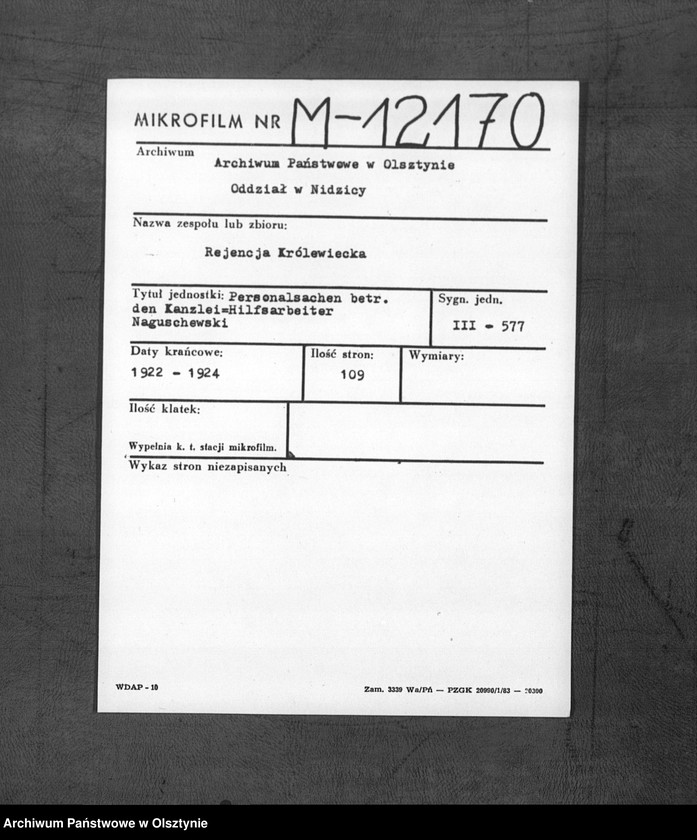 MIKROFILM NR M-12170
Archiwum
Archiwum Państwowe w Olsztynie
Oddział w Nidzicy
Nazwa zespołu lub zbioru:
Rejencja Królewiecka
Tytuł jednostki: Personalsachen betr.
den Kanzlei=Hilfsarbeiter
Naguschewski
Sygn. jedn.
III - 577
Daty krańcowe:
1922 - 1924
Ilość stron:
109
Wymiary:
Ilość klatek:
Wypełnia k. t. stacji mikrofilm.
Wykaz stron niezapisanych
WDAP - 10
Zam. 3339 Wa/Pń — PZGK 20990/I/83 —
Archiwum Państwowe w Olsztynie